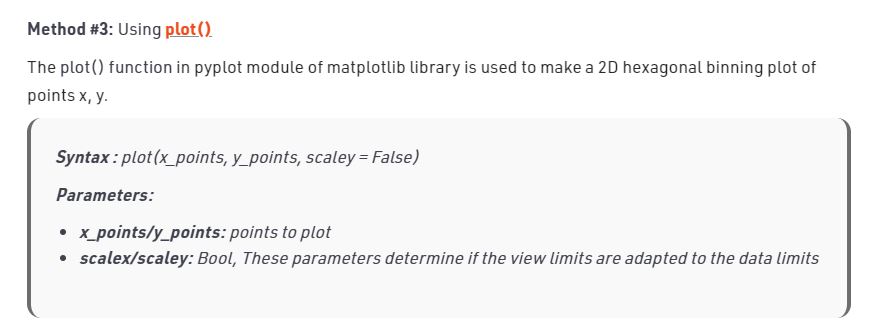 Method #3: Using plot()
The plot() function in pyplot module of matplotlib library is used to make a 2D hexagonal binning plot of
points x, y.
Syntax : plot(x_points, y_points, scaley = False)
Parameters:
• x_points/y_points: points to plot
• scalex/scaley: Bool, These parameters determine if the view limits are adapted to the data limits